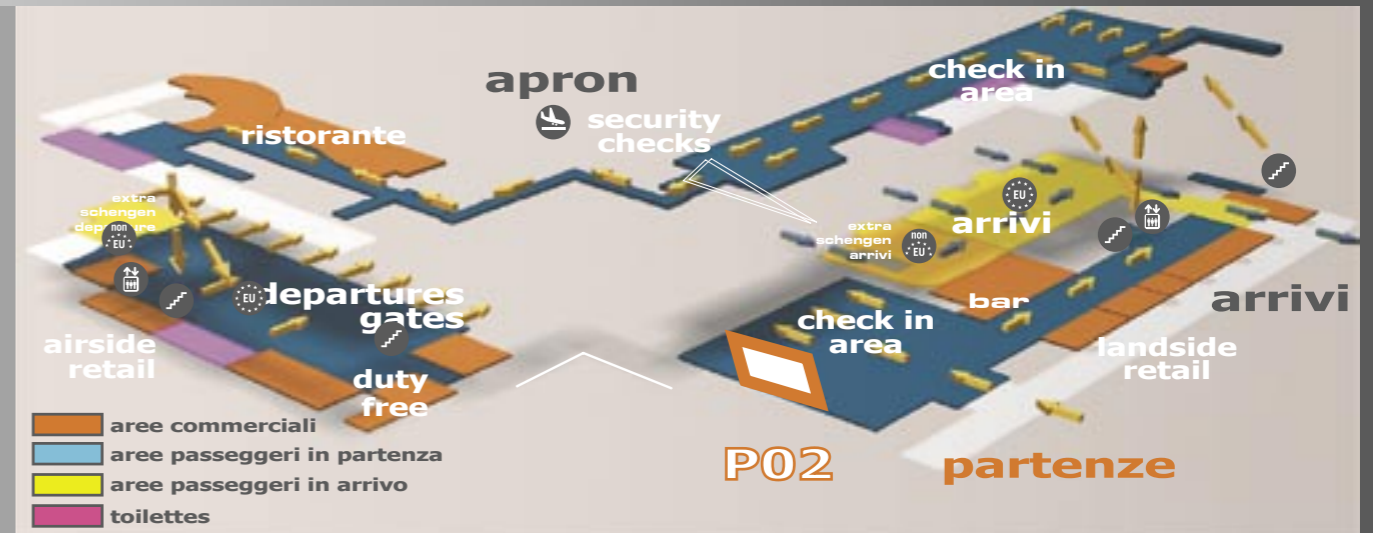 apron
security
checks
check in
area
ristorante
extra
schengen
departure
non
EU
EU
departures
gates
airside
retail
duty
free
EU
arrivi
extra
schengen
arrivi
non
EU
bar
check in
area
arrivi
landside
retail
P02
partenze
aree commerciali
aree passeggeri in partenza
aree passeggeri in arrivo
toilettes